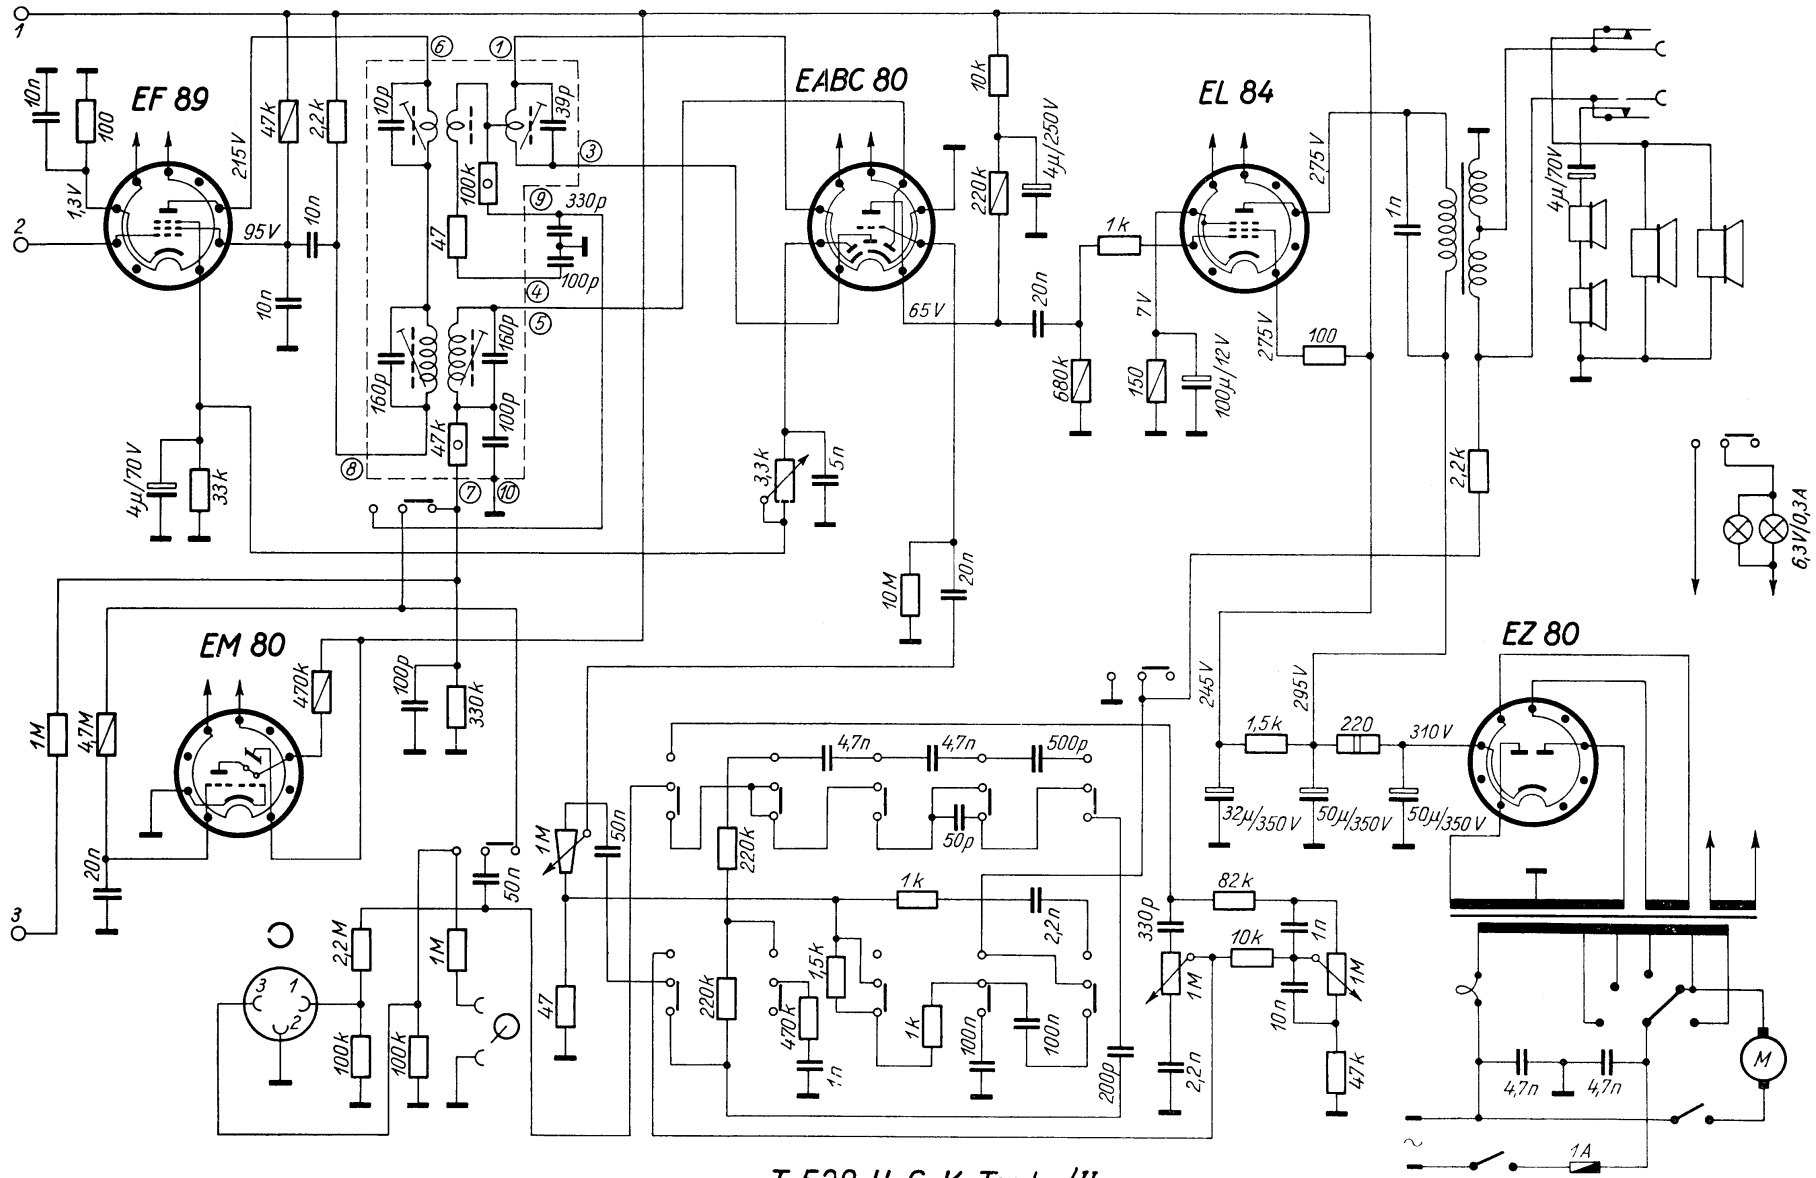 1
10n
100
EF 89
47k
2,2k
215V
1,3V
2
95V
10n
10n
6
1
10p
39p
3
100k
9
330p
47
100p
4
5
160p
160p
100p
47k
8
7
10
4µ/70V
33k
EABC 80
10k
4µ/250V
220k
65V
20n
1k
680k
3,3k
5n
10M
20n
EL 84
275V
7V
275V
150
100µ/12V
100
1n
4µ/70V
2,2k
6,3V/0,3A
EM 80
470k
100p
330k
1M
4,7M
20n
3
2,2M
1M
50n
3
1
2
100k
100k
1M
50n
47
4,7n
4,7n
500p
220k
50p
1k
2,2n
1,5k
220k
470k
1n
1k
100n
100n
200p
330p
82k
1n
10k
1M
1M
10n
2,2n
47k
EZ 80
245V
295V
1,5k
220
310V
32µ/350V
50µ/350V
50µ/350V
4,7n
4,7n
M
~
1A